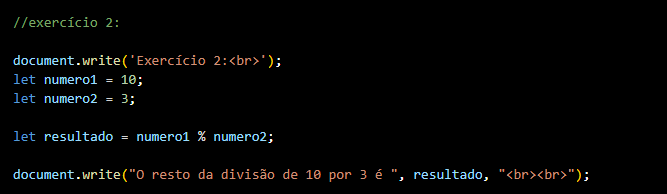 //exercício 2:
document.write('Exercício 2:<br>');
let numero1 = 10;
let numero2 = 3;
let resultado = numero1 % numero2;
document.write("O resto da divisão de 10 por 3 é ", resultado, "<br><br>");